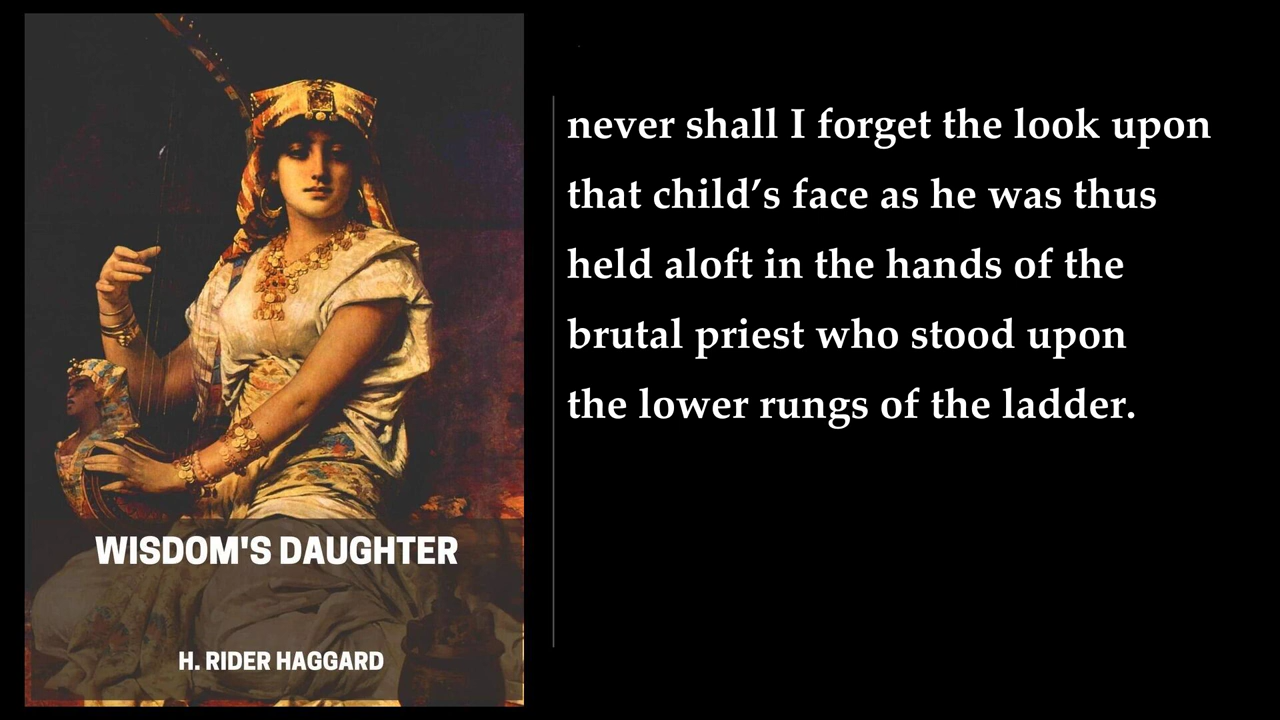 never shall I forget the look upon
that child’s face as he was thus
held aloft in the hands of the
brutal priest who stood upon
the lower rungs of the ladder.
WISDOM'S DAUGHTER
H. RIDER HAGGARD